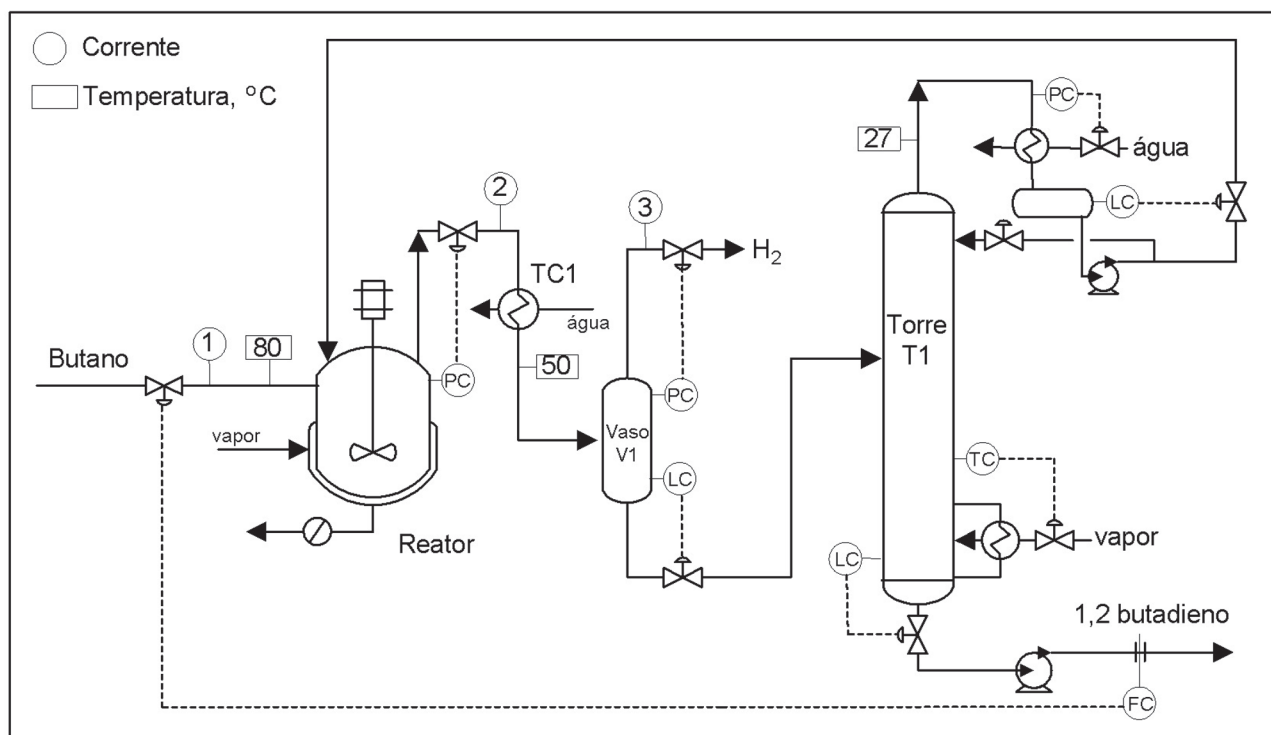 Corrente
Temperatura, °C
PC
27
água
LC
2
3
H₂
TC1
água
50
Torre
T1
Butano
1
80
PC
PC
vapor
Vaso
V1
LC
TC
Reator
vapor
LC
1,2 butadieno
FC